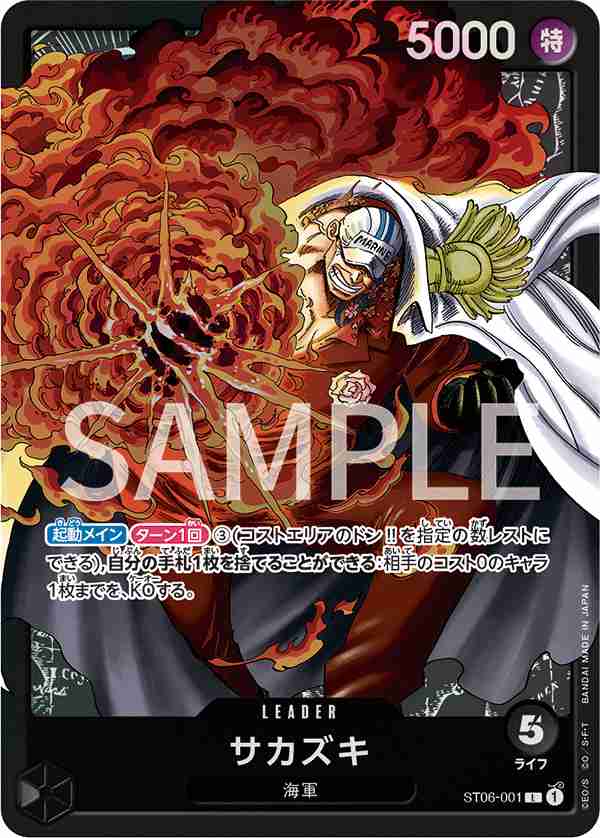 5000 特
MARINE
SAMPLE
起動メイン ターン1回 ③(コストエリアのドン!!を指定の数レストに
できる),自分の手札1枚を捨てることができる:相手のコスト0のキャラ
1枚までを、KOする。
LEADER
サカズキ
海軍
5
ライフ
ST06-001 L 1
©E/S ©O/S・F・T BANDAI MADE IN JAPAN